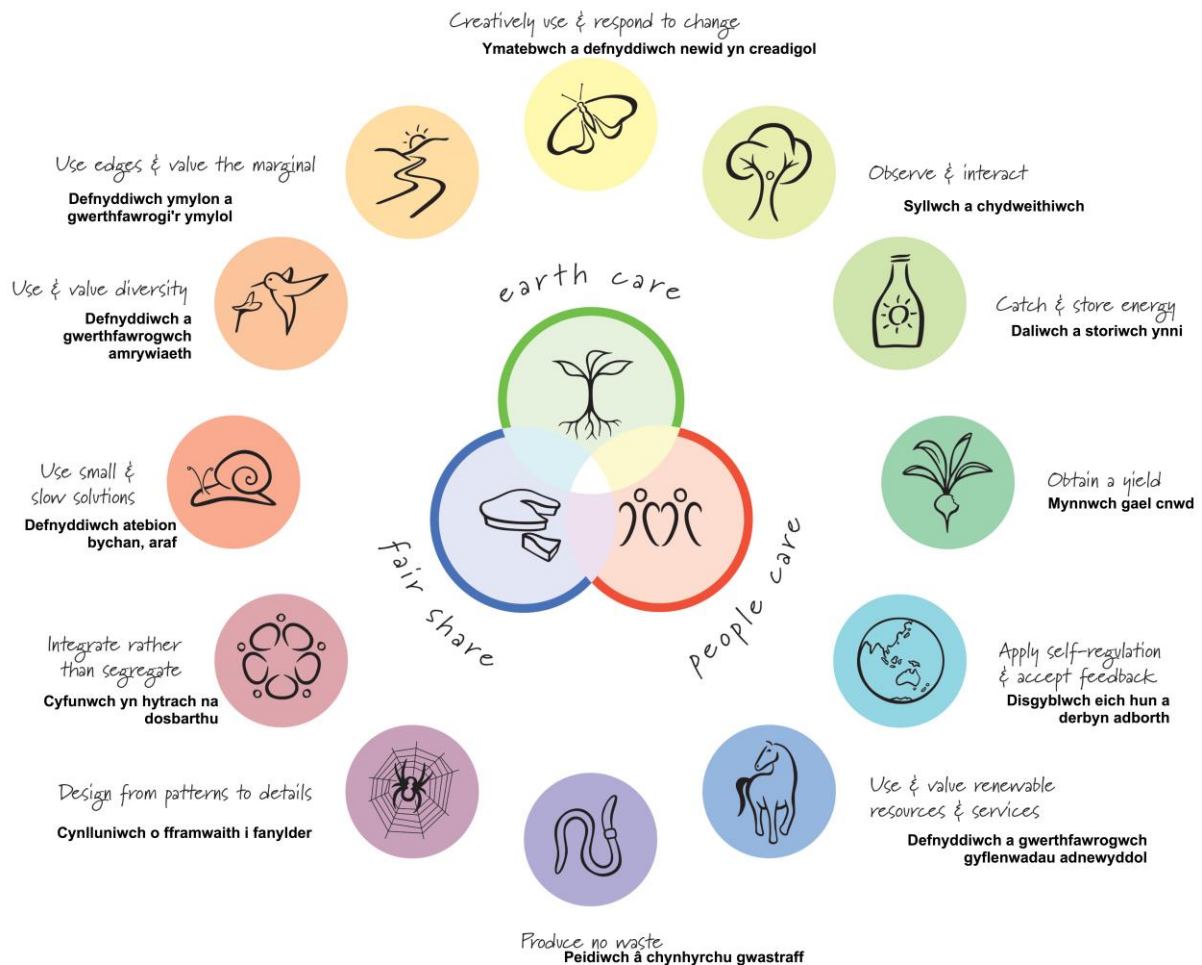 Creatively use & respond to change
Ymatebwch a defnyddiwch newid yn creadigol
Observe & interact
Syllwch a chydweithiwch
Catch & store energy
Daliwch a storiwch ynni
Obtain a yield
Mynnwch gael cnwd
Apply self-regulation
& accept feedback
Disgyblwch eich hun a
derbyn adborth
Use & value renewable
resources & services
Defnyddiwch a gwerthfawrogwch
gyflenwadau adnewyddol
Produce no waste
Peidiwch â chynhyrchu gwastraff
Design from patterns to details
Cynlluniwch o fframwaith i fanylder
Integrate rather
than segregate
Cyfunwch yn hytrach na
dosbarthu
Use small &
slow solutions
Defnyddiwch atebion
bychan, araf
Use & value diversity
Defnyddiwch a
gwerthfawrogwch
amrywiaeth
Use edges & value the marginal
Defnyddiwch ymylon a
gwerthfawrogi'r ymylol
earth care
fair share
people care